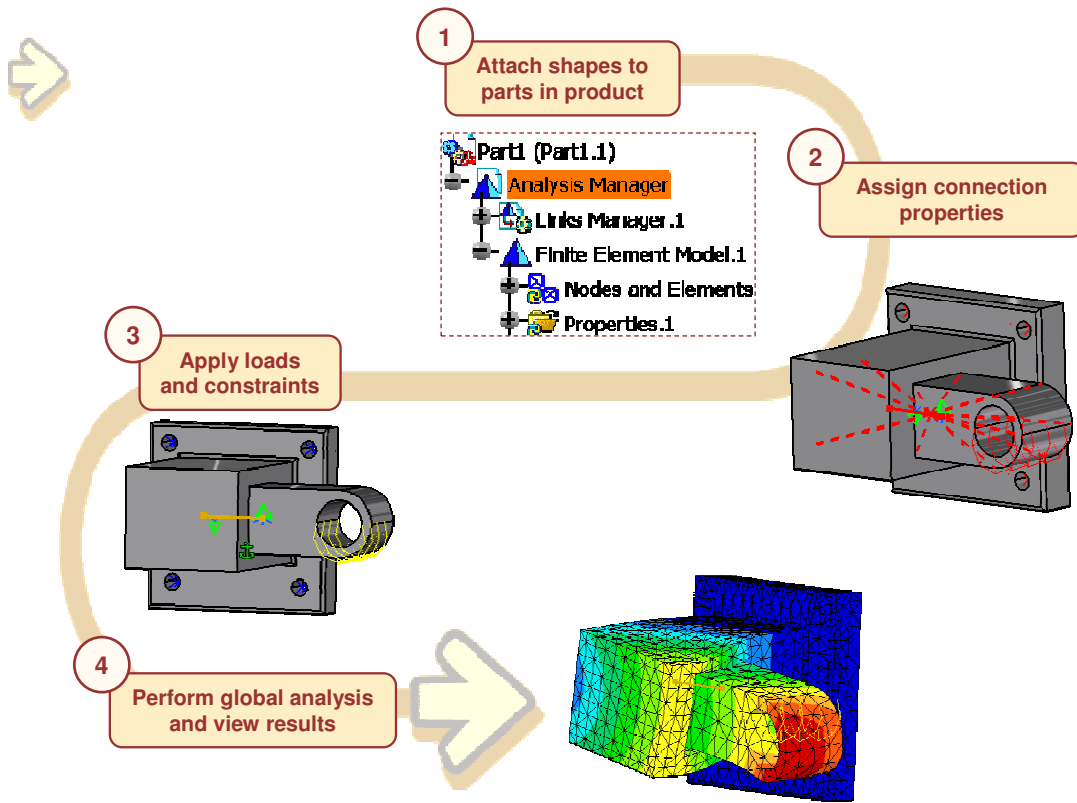 1
Attach shapes to
parts in product
Part1 (Part1.1)
Analysis Manager
Links Manager.1
Finite Element Model.1
Nodes and Elements
Properties.1
2
Assign connection
properties
3
Apply loads
and constraints
4
Perform global analysis
and view results